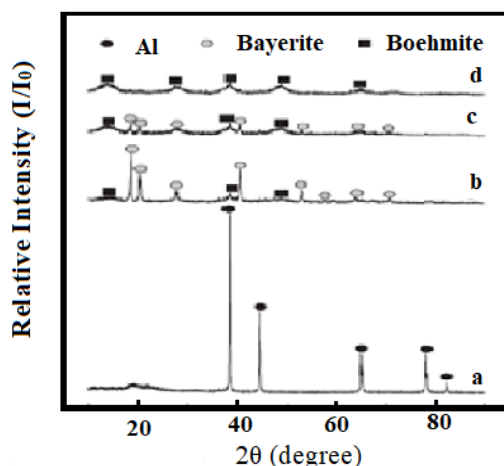 Al Bayerite Boehmite
d
c
b
a
Relative Intensity (I/I₀)
20 40 60 80
2θ (degree)